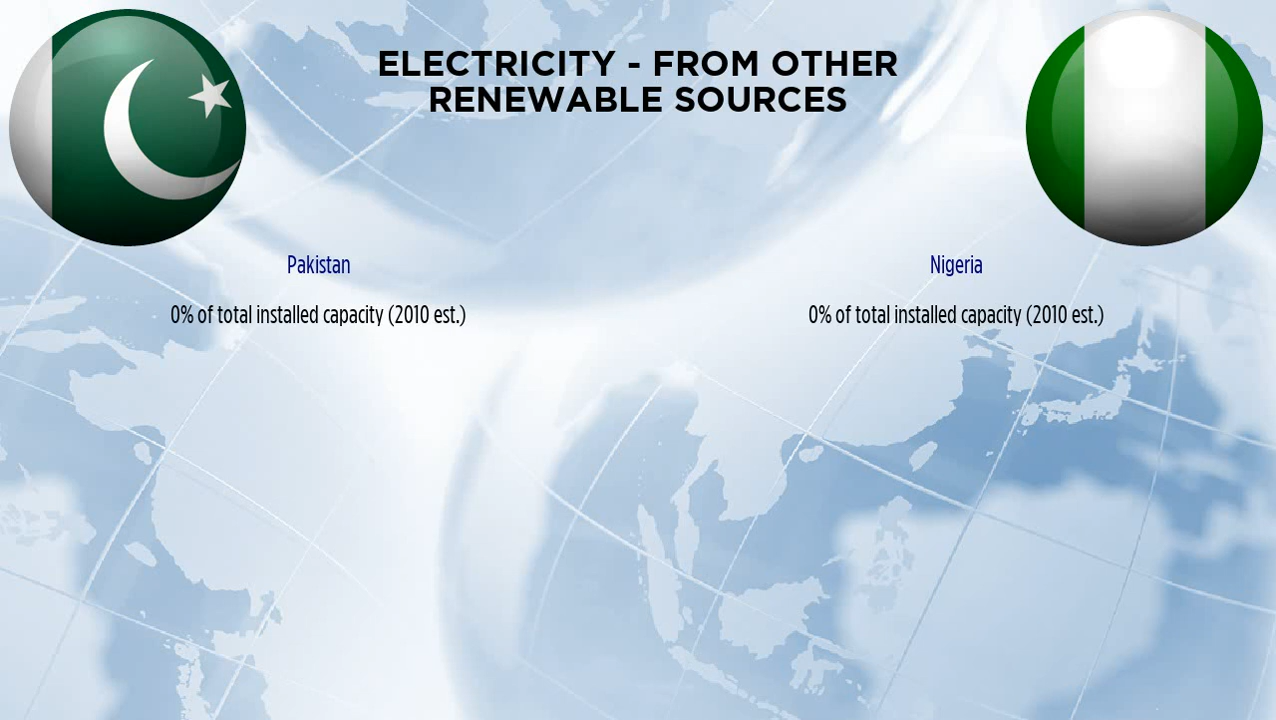 ELECTRICITY - FROM OTHER
RENEWABLE SOURCES
Pakistan
Nigeria
0% of total installed capacity (2010 est.)
0% of total installed capacity (2010 est.)